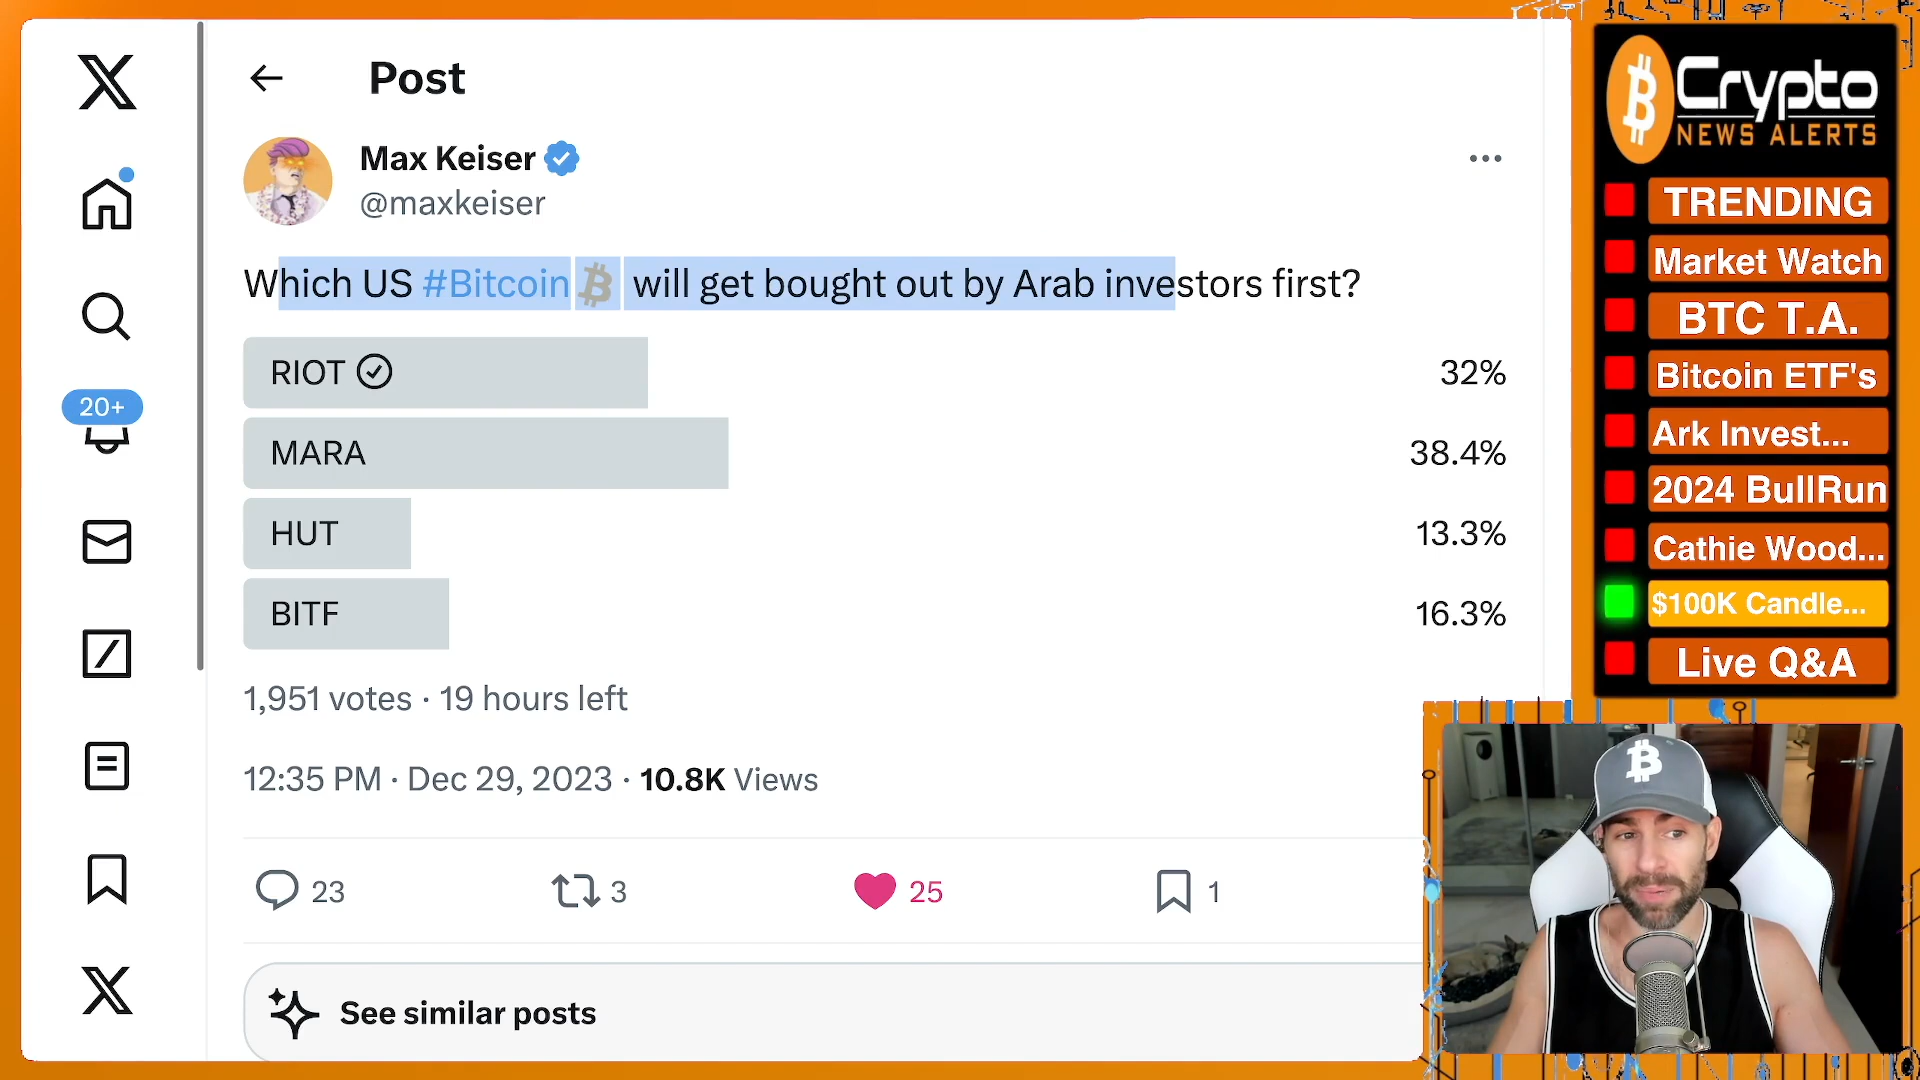 Post
Max Keiser
@maxkeiser
Which US #Bitcoin will get bought out by Arab investors first?
RIOT 32%
MARA 38.4%
HUT 13.3%
BITF 16.3%
1,951 votes · 19 hours left
12:35 PM · Dec 29, 2023 · 10.8K Views
23 3 25 1
See similar posts
20+
Crypto
NEWS ALERTS
TRENDING
Market Watch
BTC T.A.
Bitcoin ETF's
Ark Invest...
2024 BullRun
Cathie Wood...
$100K Candle...
Live Q&A